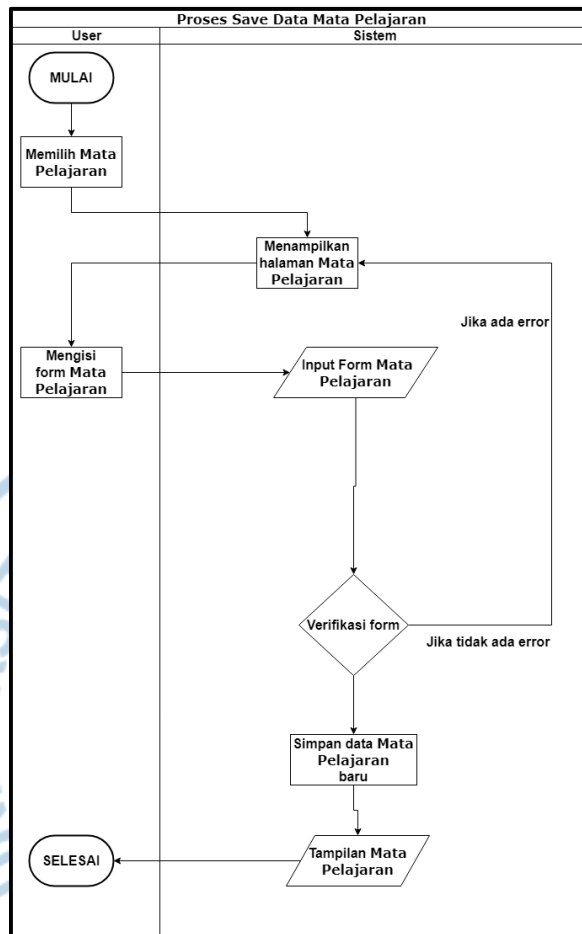 Proses Save Data Mata Pelajaran
User
Sistem
MULAI
Memilih Mata
Pelajaran
Menampilkan
halaman Mata
Pelajaran
Jika ada error
Mengisi
form Mata
Pelajaran
Input Form Mata
Pelajaran
Verifikasi form
Jika tidak ada error
Simpan data Mata
Pelajaran
baru
Tampilan Mata
Pelajaran
SELESAI